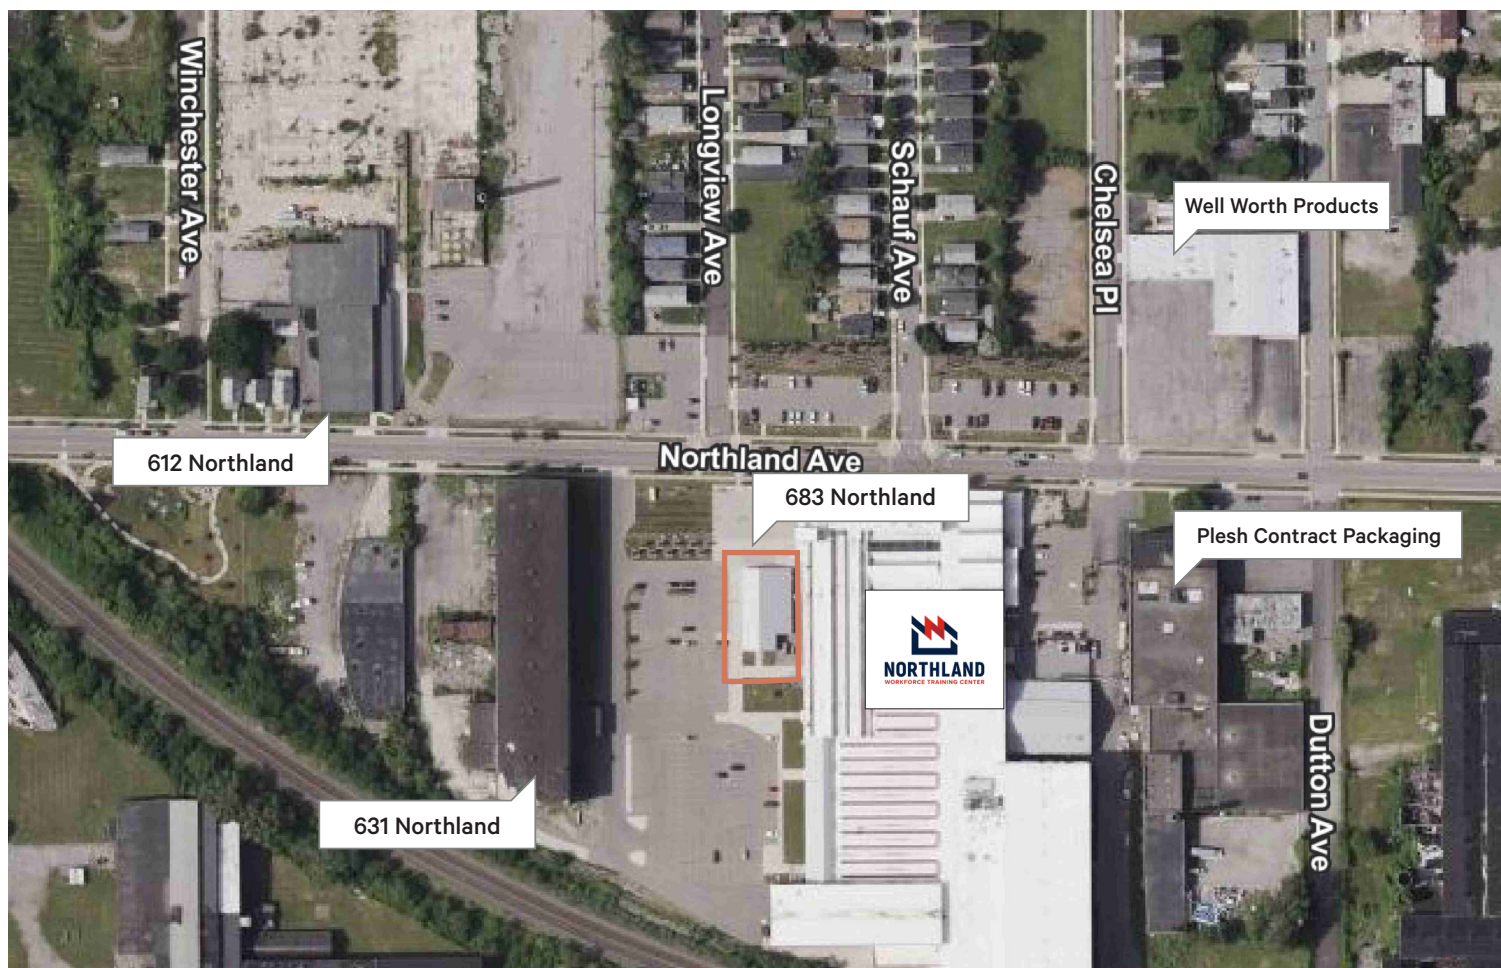 Winchester Ave
Longview Ave
Schauf Ave
Chelsea Pl
Well Worth Products
612 Northland
Northland Ave
683 Northland
Plesh Contract Packaging
NORTHLAND
WORKFORCE TRAINING CENTER
631 Northland
Dutton Ave